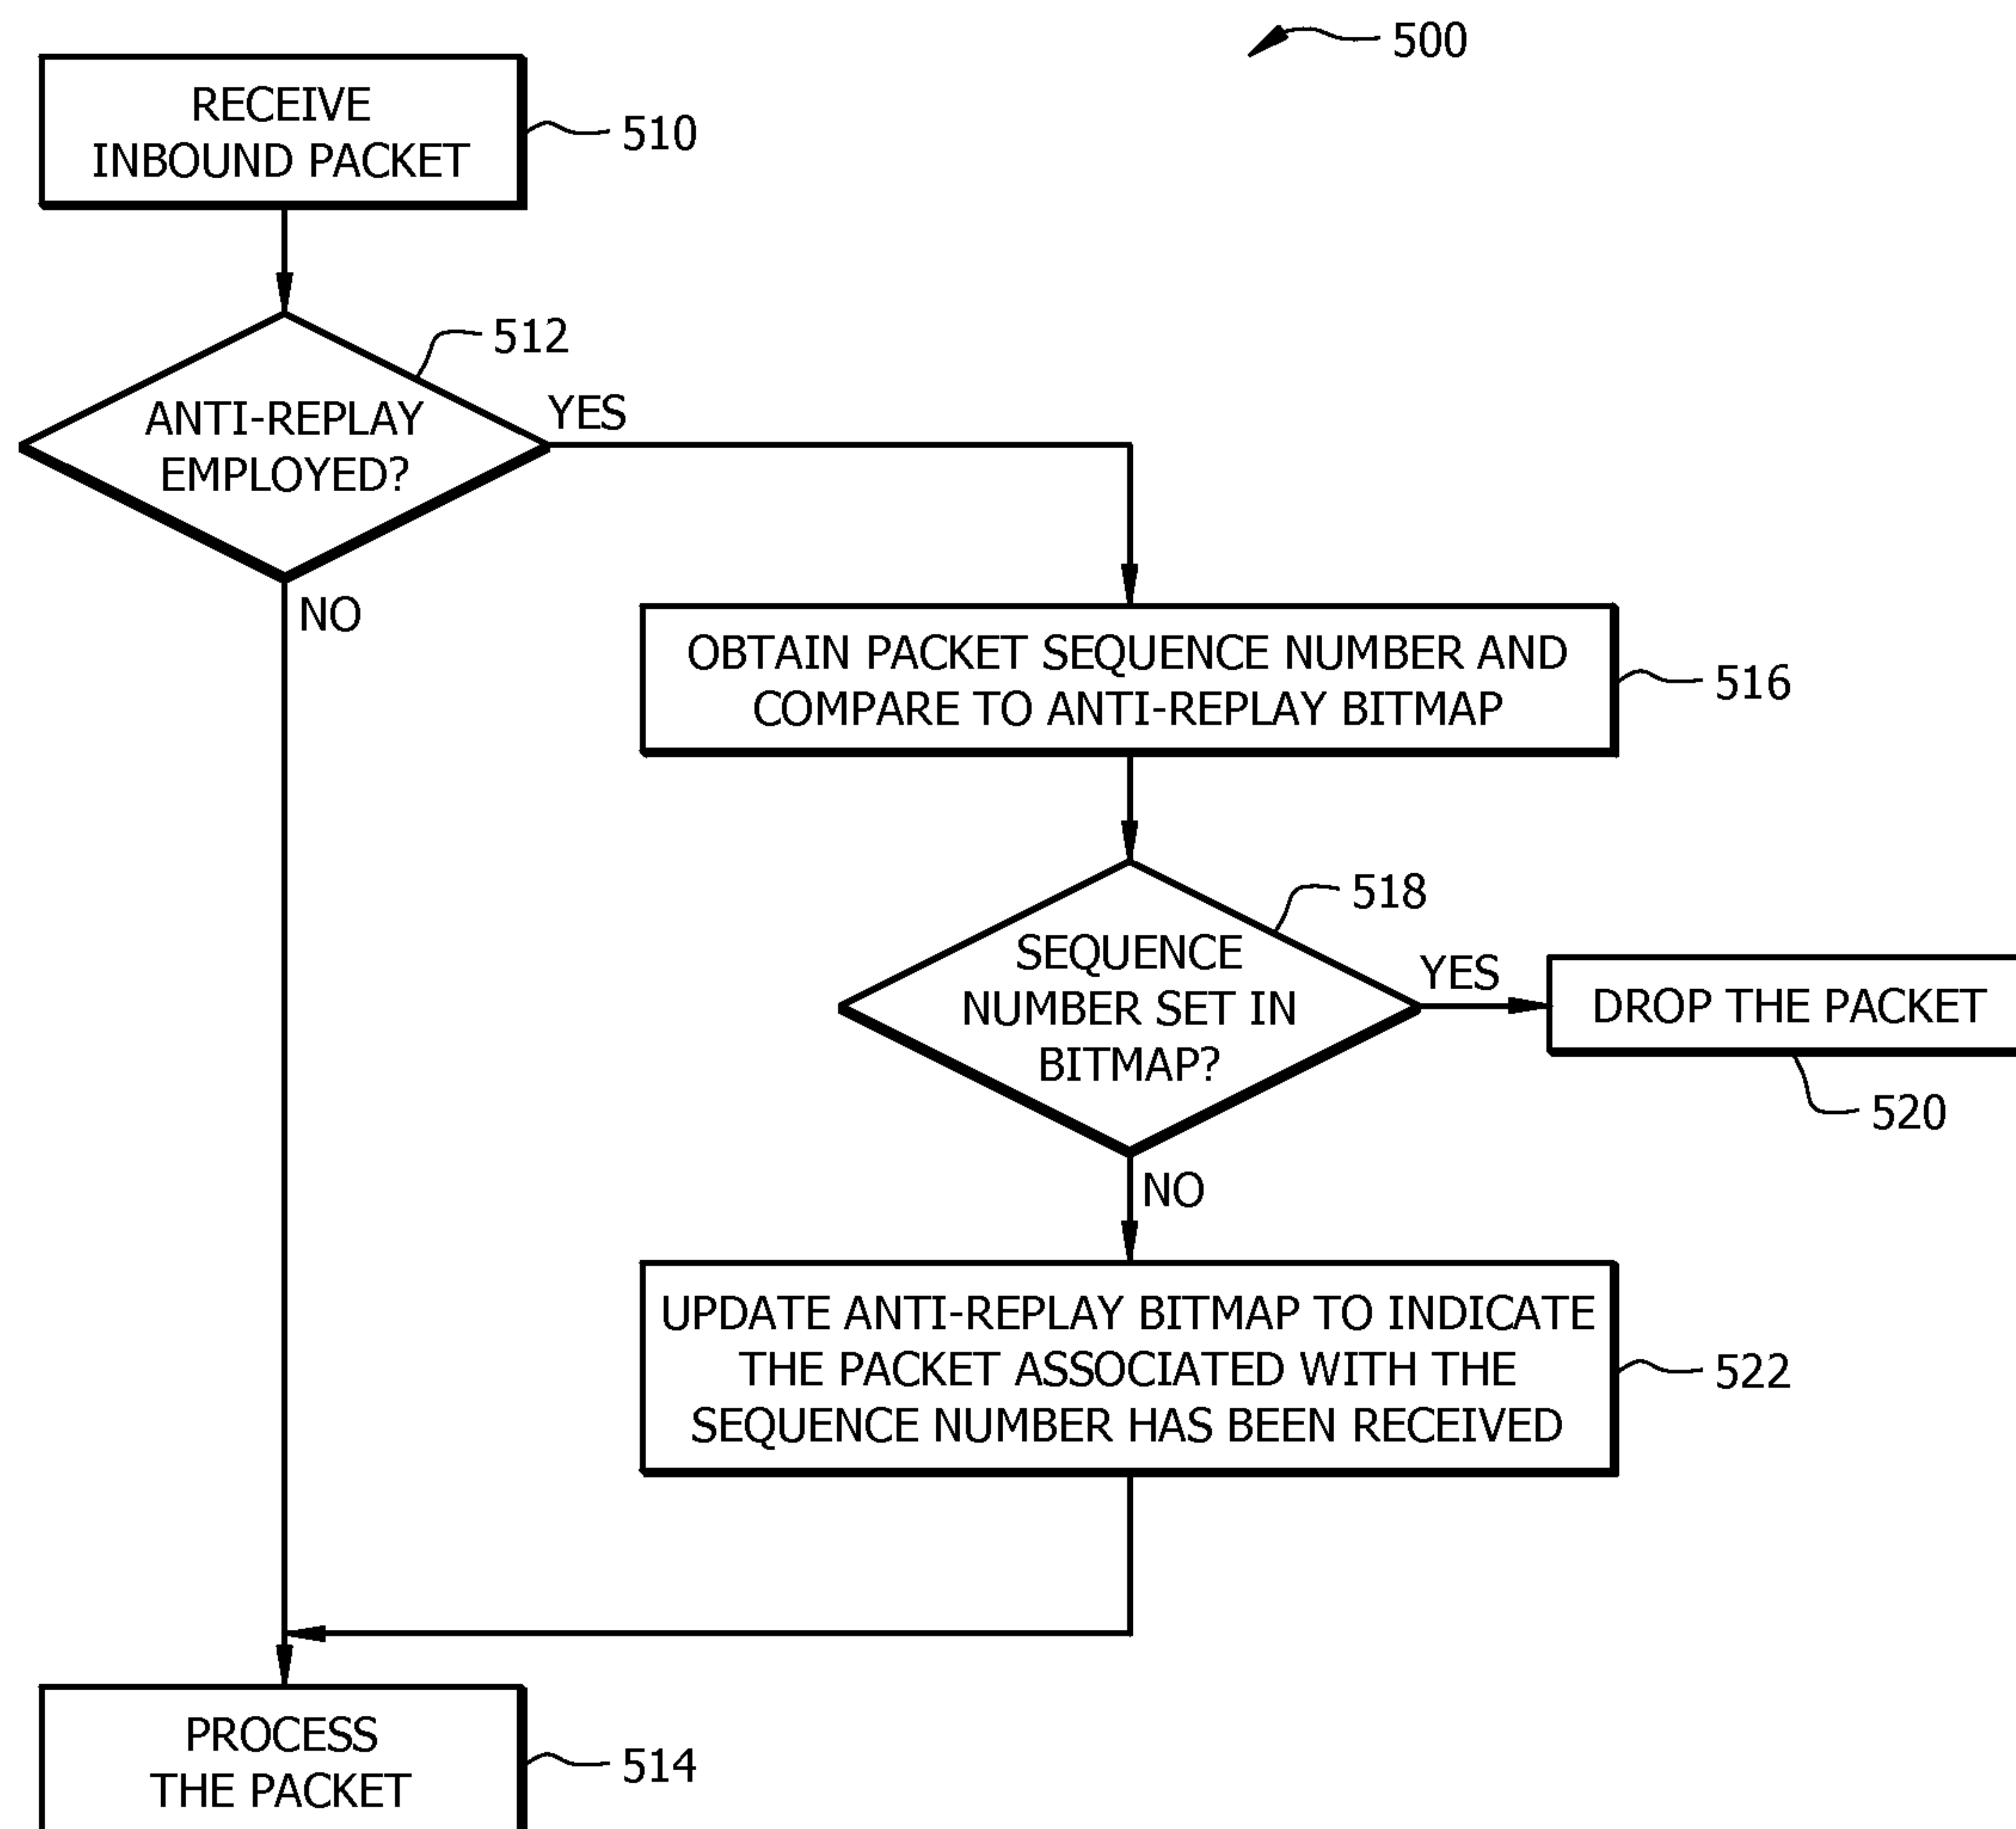 500
RECEIVE
INBOUND PACKET
510
512
ANTI-REPLAY
EMPLOYED?
YES
NO
OBTAIN PACKET SEQUENCE NUMBER AND
COMPARE TO ANTI-REPLAY BITMAP
516
518
SEQUENCE
NUMBER SET IN
BITMAP?
YES
DROP THE PACKET
520
NO
UPDATE ANTI-REPLAY BITMAP TO INDICATE
THE PACKET ASSOCIATED WITH THE
SEQUENCE NUMBER HAS BEEN RECEIVED
522
PROCESS
THE PACKET
514